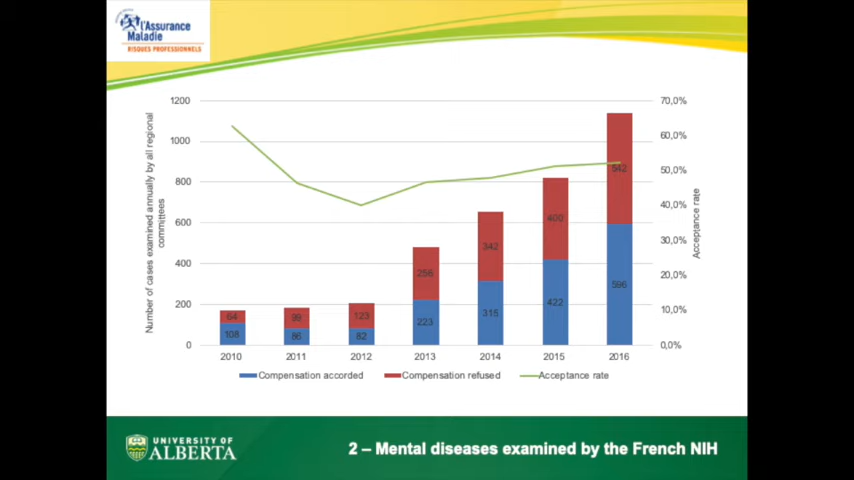 l'Assurance
Maladie
RISQUES PROFESSIONNELS
Number of cases examined annually by all regional
committees
1200
1000
800
600
400
200
0
70,0%
60,0%
50,0%
40,0%
30,0%
20,0%
10,0%
0,0%
Acceptance rate
64
108
99
86
123
82
256
223
342
315
400
422
542
596
2010 2011 2012 2013 2014 2015 2016
Compensation accorded Compensation refused Acceptance rate
UNIVERSITY OF
ALBERTA
2 – Mental diseases examined by the French NIH